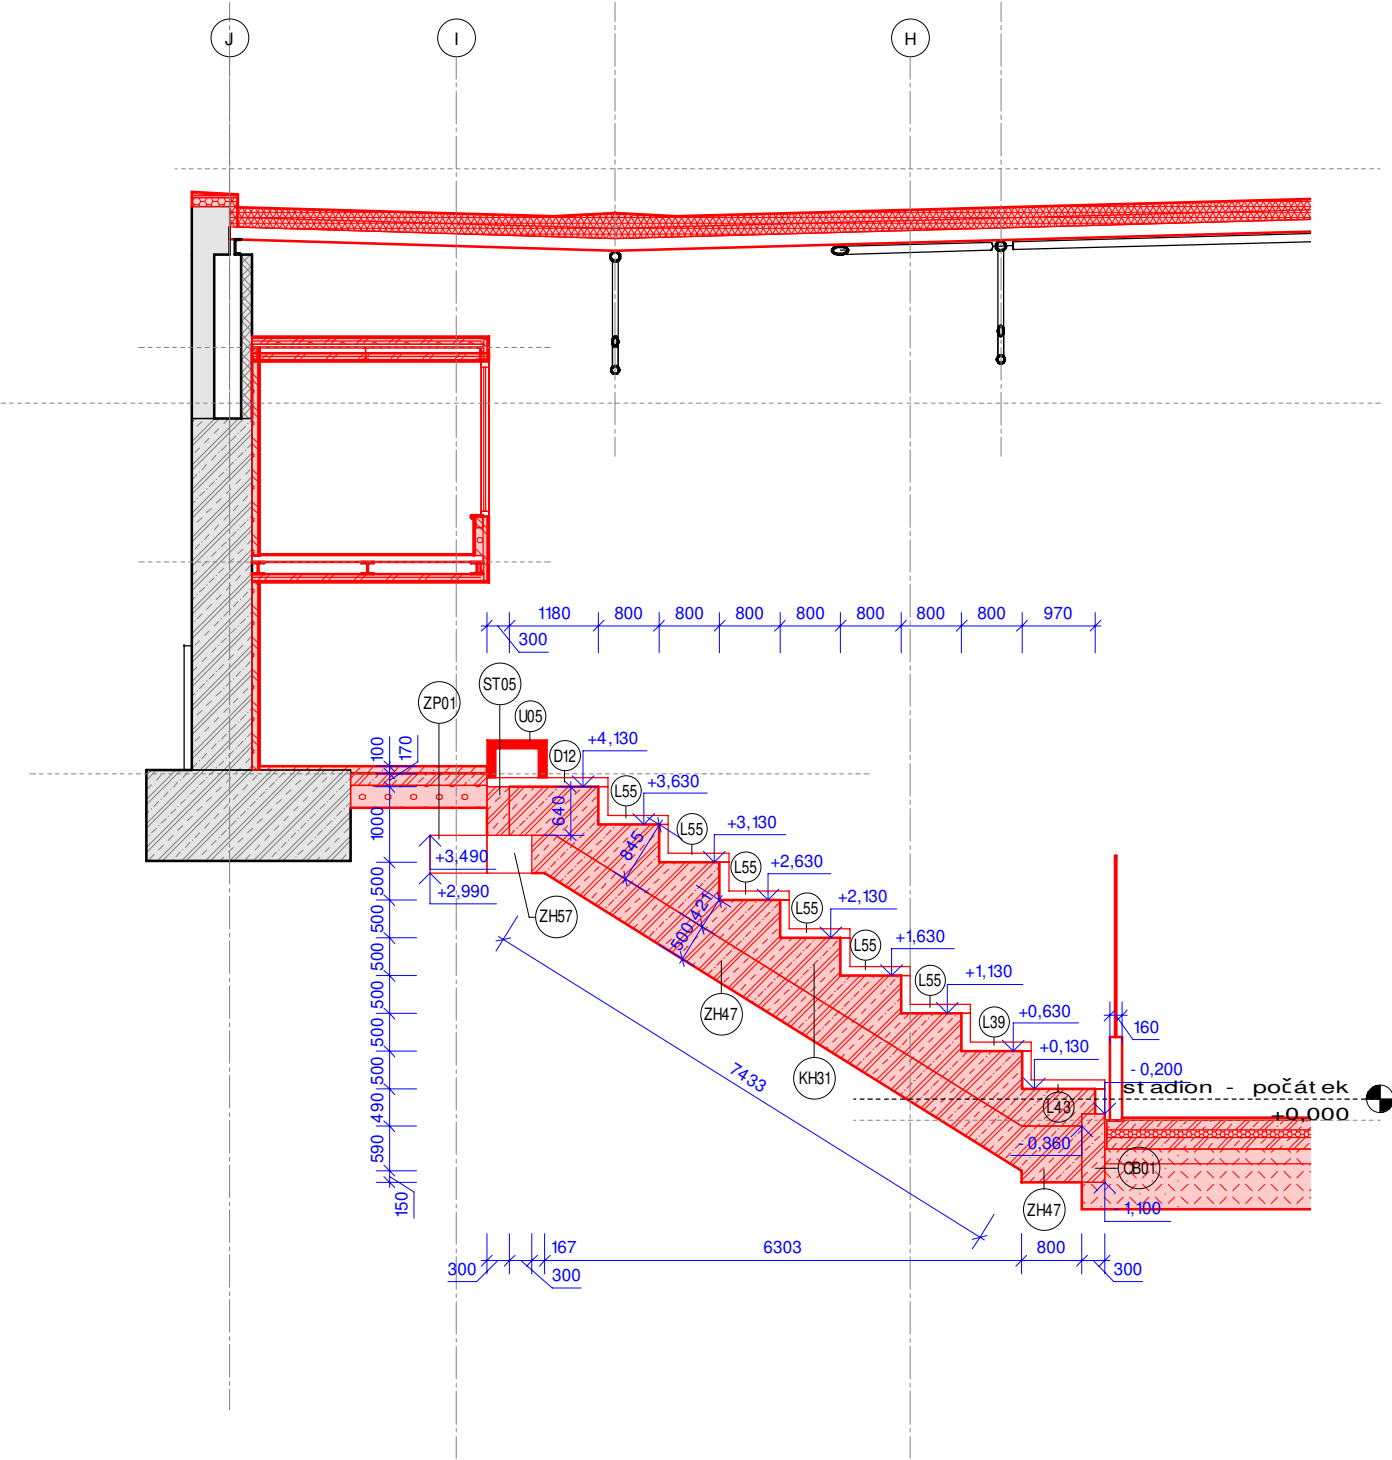 J I H
1180 800 800 800 800 800 800 800 970
300
ST05
ZP01
U05
100 170
D12
+4,130
L55
+3,630
640
1000
L55
+3,130
845
+3,490
L55
+2,630
+2,990
500
421
L55
+2,130
ZH57
500
500
L55
+1,630
500
L55
+1,130
ZH47
500
L39
+0,630
160
500
+0,130
KH31
7433
- 0,200
500
stadion - počátek
L43
+0,000
490
- 0,360
590
OB01
150
ZH47
- 1,100
167 6303 800
300 300 300